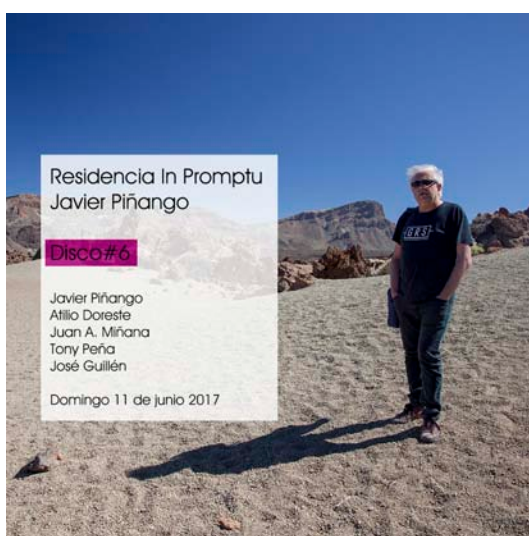 Residencia In Promptu
Javier Piñango
Disco#6
Javier Piñango
Atilio Doreste
Juan A. Miñana
Tony Peña
José Guillén
Domingo 11 de junio 2017